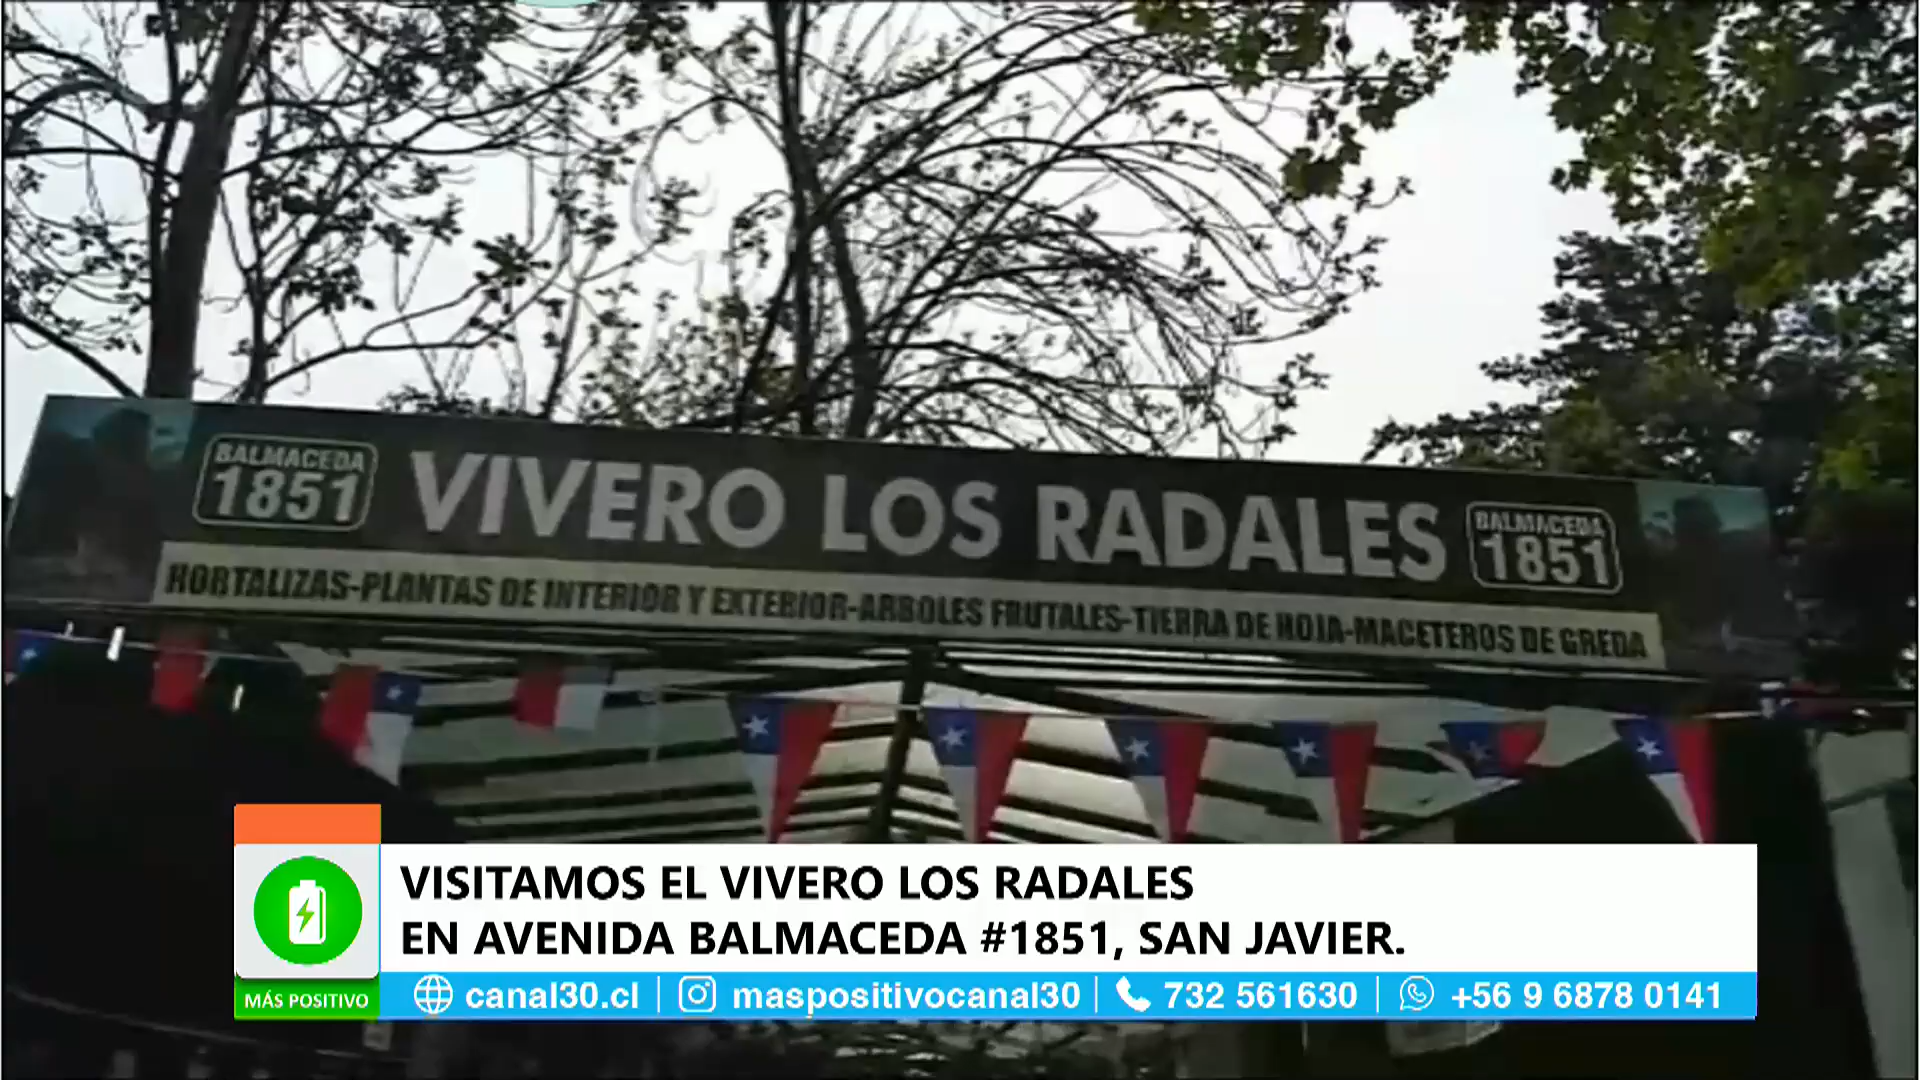 BALMACEDA
1851
VIVERO LOS RADALES
BALMACEDA
1851
HORTALIZAS-PLANTAS DE INTERIOR Y EXTERIOR-ARBOLES FRUTALES-TIERRA DE HOJA-MACETEROS DE GREDA
VISITAMOS EL VIVERO LOS RADALES
EN AVENIDA BALMACEDA #1851, SAN JAVIER.
MÁS POSITIVO
canal30.cl | maspositivocanal30 | 732 561630 | +56 9 6878 0141